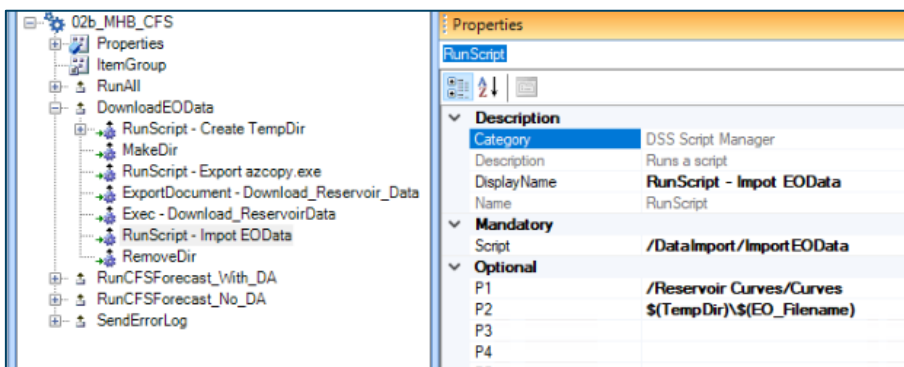 02b_MHB_CFS
Properties
ItemGroup
RunAll
DownloadEOData
RunScript - Create TempDir
MakeDir
RunScript - Export azcopy.exe
ExportDocument - Download_Reservoir_Data
Exec - Download_ReservoirData
RunScript - Impot EOData
RemoveDir
RunCFSForecast_With_DA
RunCFSForecast_No_DA
SendErrorLog
Properties
RunScript
Description
Category DSS Script Manager
Description Runs a script
DisplayName RunScript - Impot EOData
Name RunScript
Mandatory
Script /DataImport/ImportEOData
Optional
P1 /Reservoir Curves/Curves
P2 $(TempDir)\$(EO_Filename)
P3
P4